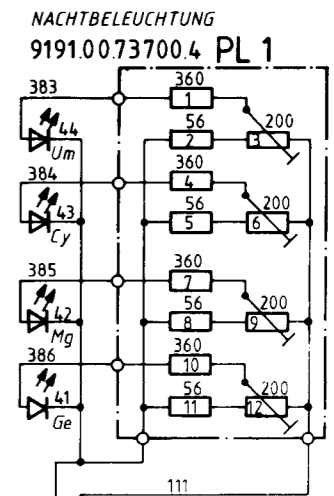 NACHTBELEUCHTUNG
9191.00.73700.4 PL 1
383 360
1
44 56 200
Um 2 3
384 360
4
43 56 200
Cy 5 6
385 360
7
42 56 200
Mg 8 9
386 360
10
41 56 200
Ge 11 12
111